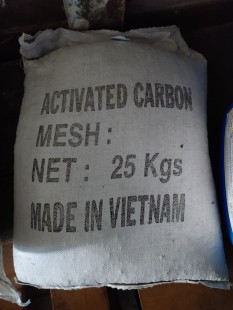 ACTIVATED CARBON
MESH :
NET : 25 Kgs
MADE IN VIETNAM